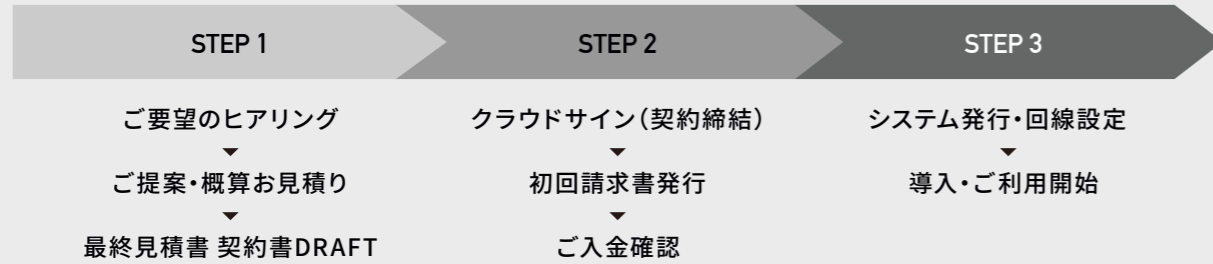 STEP 1
ご要望のヒアリング
ご提案・概算お見積り
最終見積書 契約書DRAFT
STEP 2
クラウドサイン（契約締結）
初回請求書発行
ご入金確認
STEP 3
システム発行・回線設定
導入・ご利用開始